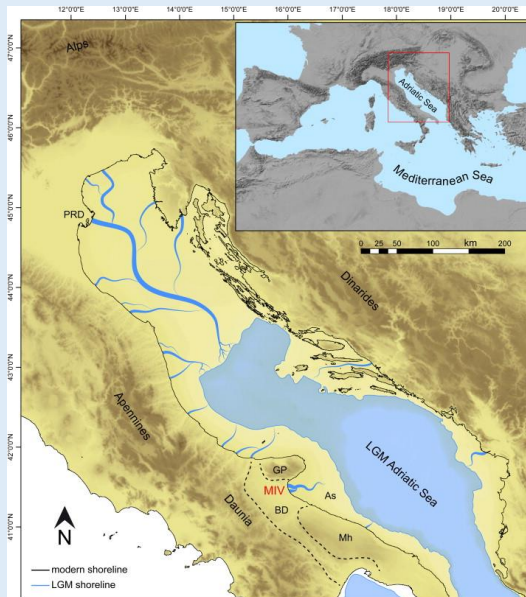 12°0'0"E 13°0'0"E 14°0'0"E 15°0'0"E 16°0'0"E 17°0'0"E 18°0'0"E 19°0'0"E 20°0'0"E
47°0'0"N
46°0'0"N
45°0'0"N
44°0'0"N
43°0'0"N
42°0'0"N
41°0'0"N
Alpe
Adriatic Sea
Mediterranean Sea
PRD
km
0 25 50 100 150 200
Dinarides
Apennines
LGM Adriatic Sea
GP
MIV
As
Daunia
BD
Mh
N
modern shoreline
LGM shoreline